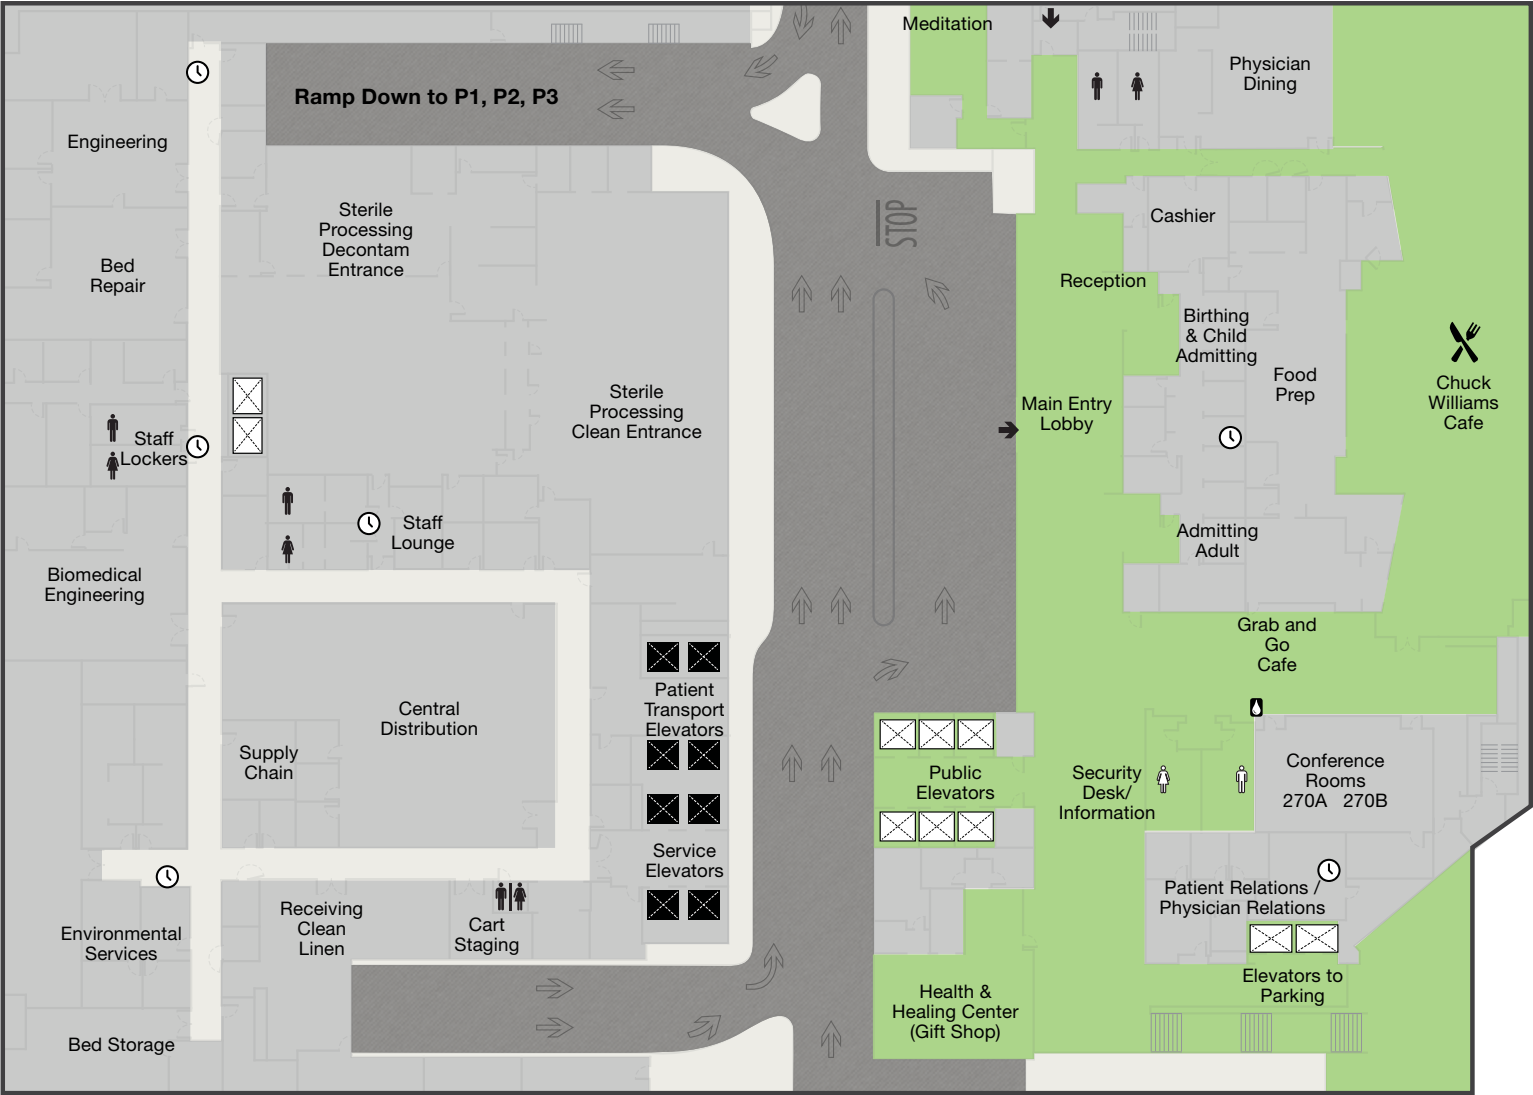 Meditation
Physician
Dining
Ramp Down to P1, P2, P3
Engineering
Sterile
Processing
Decontam
Entrance
STOP
Cashier
Bed
Repair
Reception
Birthing
& Child
Admitting
Food
Prep
Chuck
Williams
Cafe
Sterile
Processing
Clean Entrance
Main Entry
Lobby
Staff
Lockers
Staff
Lounge
Admitting
Adult
Biomedical
Engineering
Grab and
Go
Cafe
Patient
Transport
Elevators
Central
Distribution
Supply
Chain
Public
Elevators
Security
Desk/
Information
Conference
Rooms
270A 270B
Service
Elevators
Patient Relations /
Physician Relations
Receiving
Clean
Linen
Cart
Staging
Environmental
Services
Elevators to
Parking
Health &
Healing Center
(Gift Shop)
Bed Storage